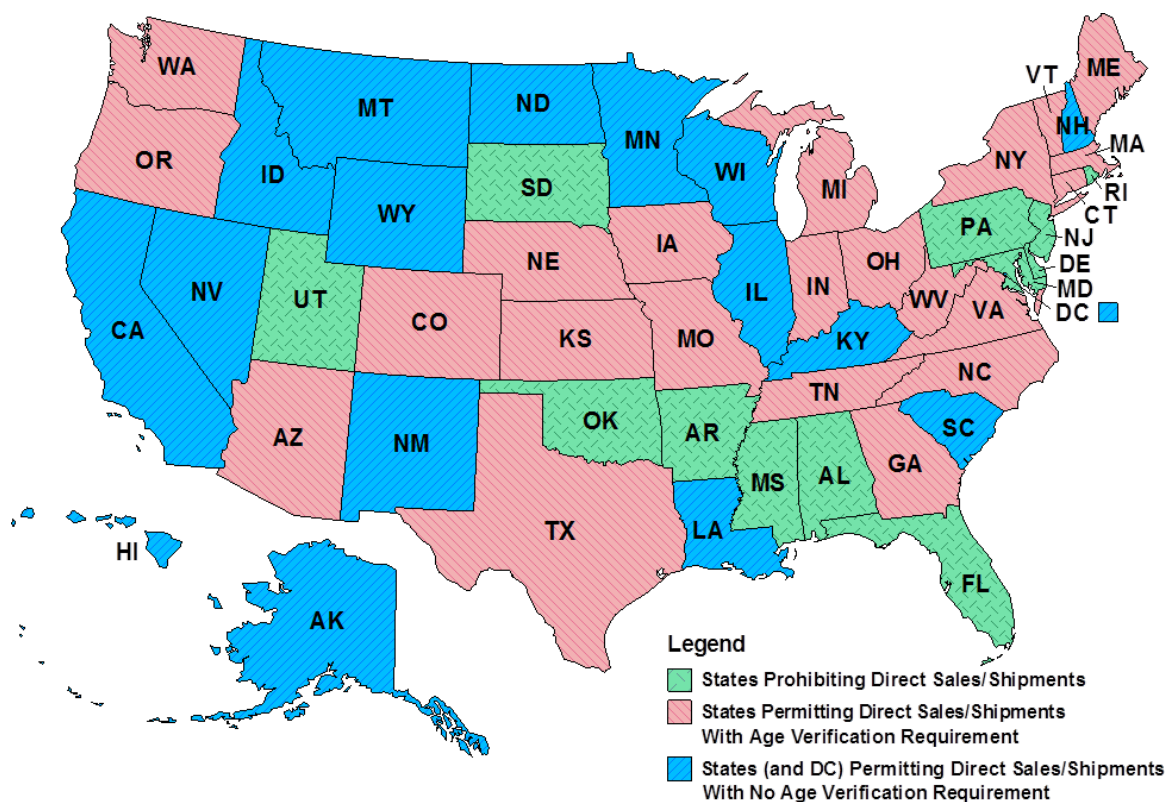 WA
MT
ND
MN
VT
ME
NH
OR
ID
WY
SD
WI
MI
NY
MA
RI
CT
NV
UT
CO
NE
IA
IL
IN
OH
PA
NJ
DE
MD
DC
CA
KS
MO
KY
WV
VA
AZ
NM
OK
AR
TN
NC
SC
TX
LA
MS
AL
GA
FL
HI
AK
Legend
States Prohibiting Direct Sales/Shipments
States Permitting Direct Sales/Shipments
With Age Verification Requirement
States (and DC) Permitting Direct Sales/Shipments
With No Age Verification Requirement